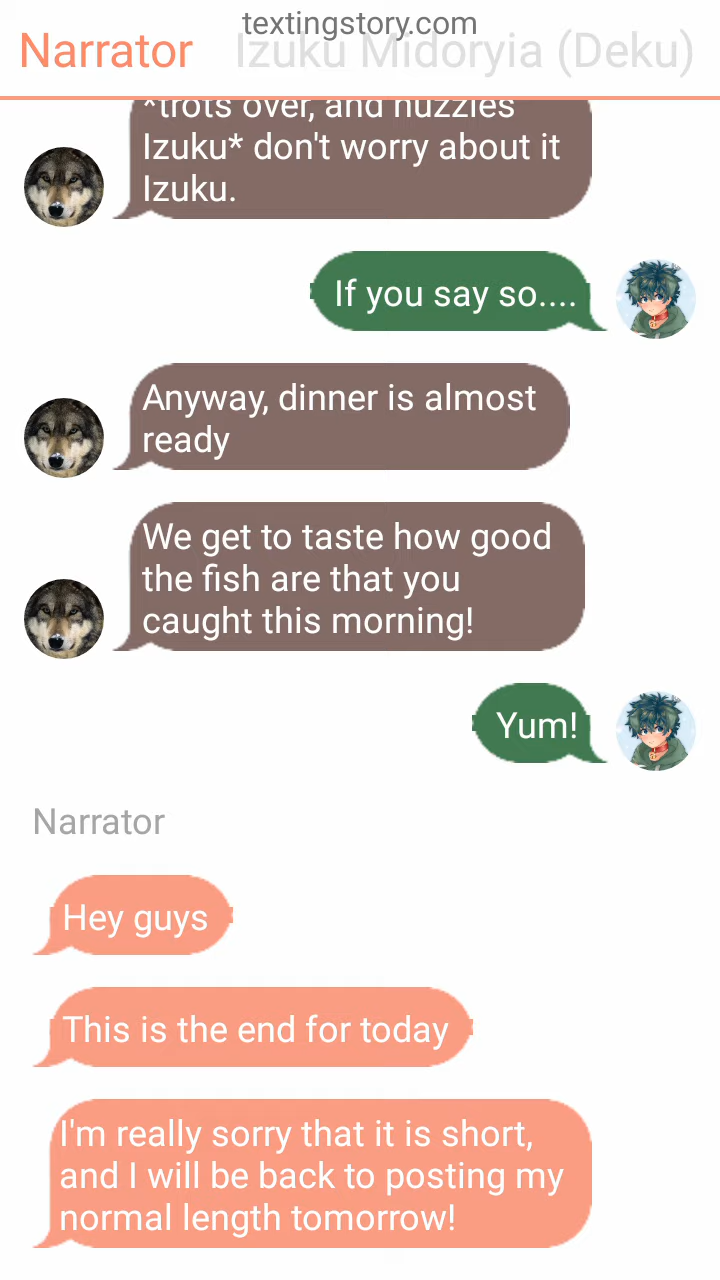 textingstory.com
Narrator Izuku Midoryia (Deku)
*trots over, and nuzzles
Izuku* don't worry about it
Izuku.
If you say so....
Anyway, dinner is almost
ready
We get to taste how good
the fish are that you
caught this morning!
Yum!
Narrator
Hey guys
This is the end for today
I'm really sorry that it is short,
and I will be back to posting my
normal length tomorrow!